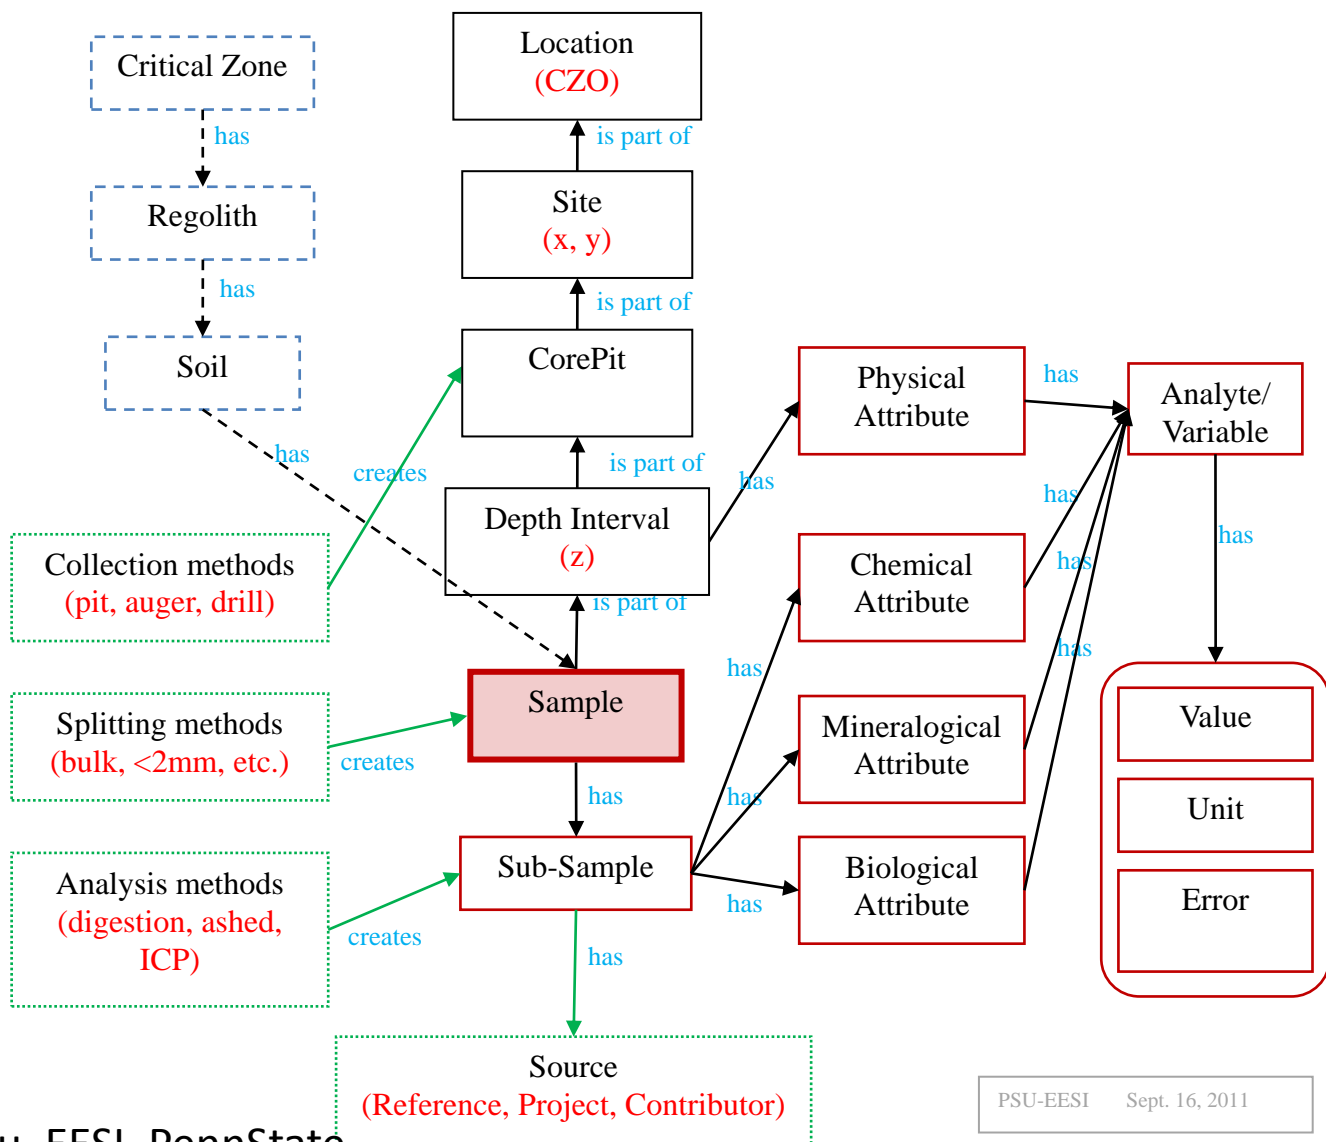 Critical Zone
has
Regolith
has
Soil
has
Location
(CZO)
is part of
Site
(x, y)
is part of
CorePit
is part of
Depth Interval
(z)
is part of
Sample
has
Sub-Sample
has
Source
(Reference, Project, Contributor)
Collection methods
(pit, auger, drill)
creates
Splitting methods
(bulk, <2mm, etc.)
creates
Analysis methods
(digestion, ashed,
ICP)
creates
has
Physical
Attribute
has
has
Chemical
Attribute
has
has
Mineralogical
Attribute
has
has
Biological
Attribute
has
Analyte/
Variable
has
Value
Unit
Error
PSU-EESI Sept. 16, 2011
EESI, PennState